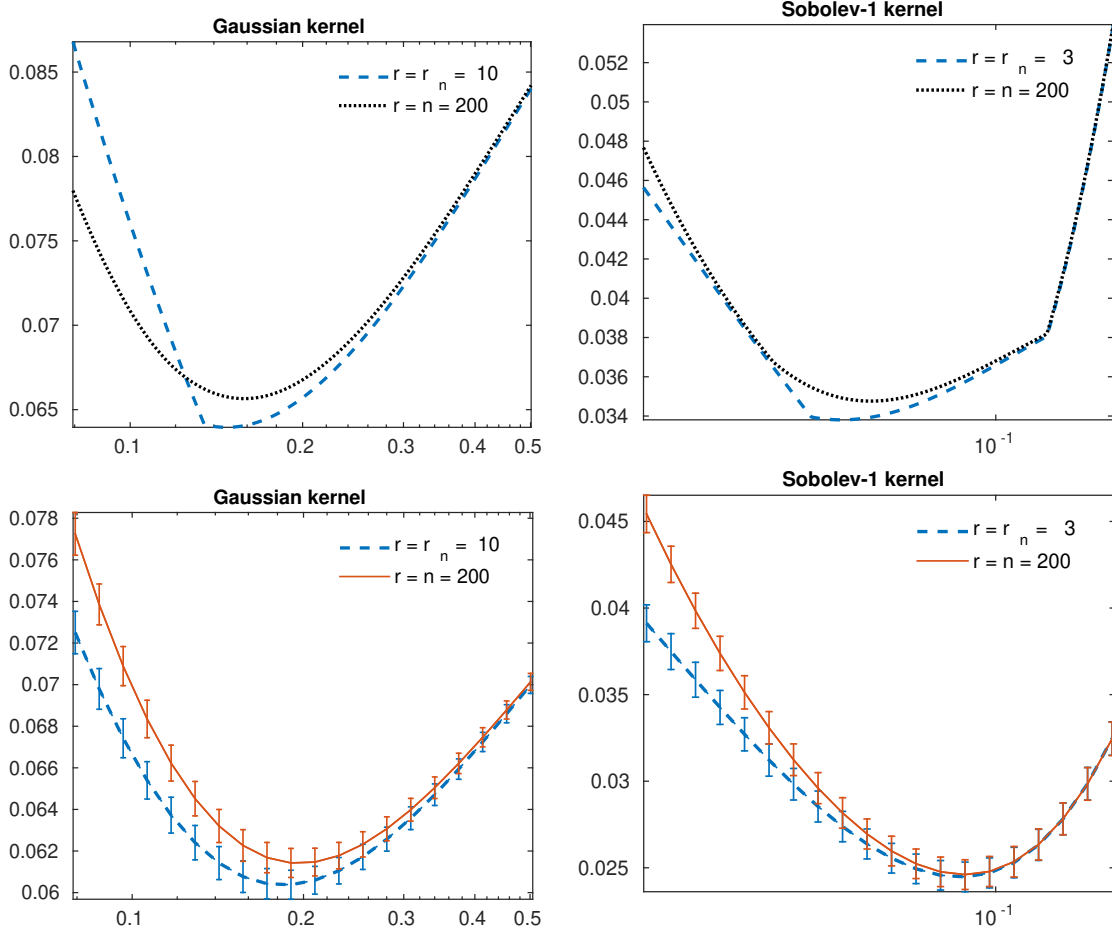 Gaussian kernel
0.085
0.08
0.075
0.07
0.065
r = r n = 10
r = n = 200
0.1 0.2 0.3 0.4 0.5
Sobolev-1 kernel
0.052
0.05
0.048
0.046
0.044
0.042
0.04
0.038
0.036
0.034
r = r n = 3
r = n = 200
10-1
Gaussian kernel
0.078
0.076
0.074
0.072
0.07
0.068
0.066
0.064
0.062
0.06
r = r n = 10
r = n = 200
0.1 0.2 0.3 0.4 0.5
Sobolev-1 kernel
0.045
0.04
0.035
0.03
0.025
r = r n = 3
r = n = 200
10-1